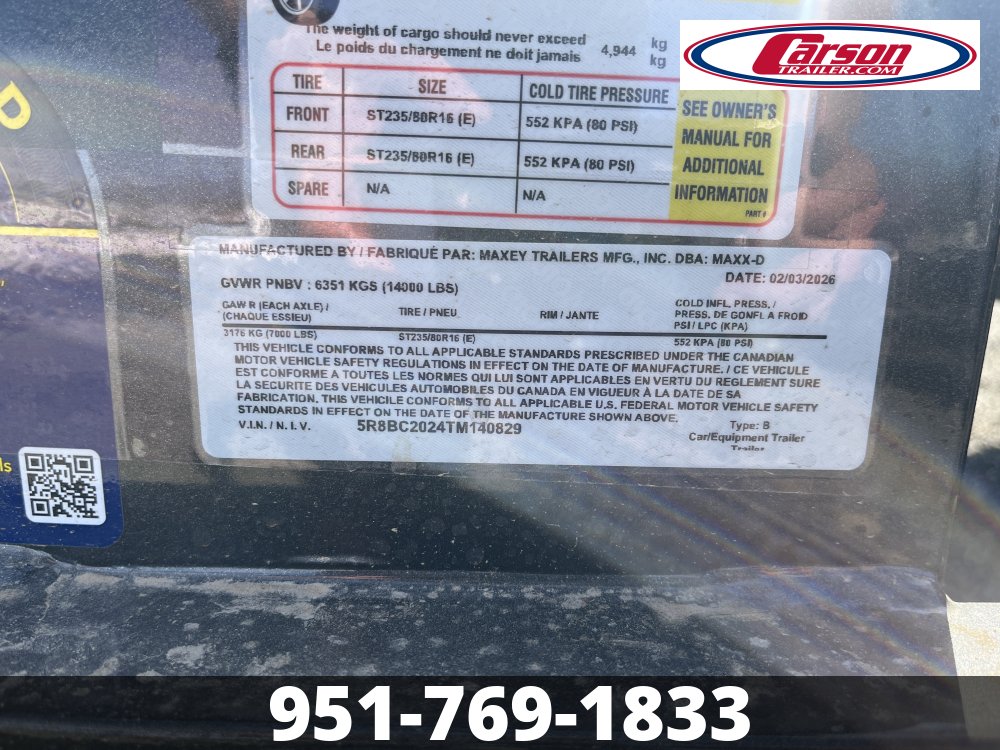 The weight of cargo should never exceed
Le poids du chargement ne doit jamais 4,944 kg kg
Carson
TRAILER.COM
TIRE SIZE COLD TIRE PRESSURE
FRONT ST235/80R16 (E) 552 KPA (80 PSI)
REAR ST235/80R16 (E) 552 KPA (80 PSI)
SPARE N/A N/A
SEE OWNER'S
MANUAL FOR
ADDITIONAL
INFORMATION
PART #
MANUFACTURED BY / FABRIQUÉ PAR: MAXEY TRAILERS MFG., INC. DBA: MAXX-D
DATE: 02/03/2026
GVWR PNBV : 6351 KGS (14000 LBS)
GAW R (EACH AXLE) / (CHAQUE ESSIEU) TIRE / PNEU RIM / JANTE COLD INFL. PRESS. / PRESS. DE GONFL A FROID PSI / LPC (KPA)
3176 KG (7000 LBS) ST235/80R16 (E) 552 KPA (80 PSI)
THIS VEHICLE CONFORMS TO ALL APPLICABLE STANDARDS PRESCRIBED UNDER THE CANADIAN
MOTOR VEHICLE SAFETY REGULATIONS IN EFFECT ON THE DATE OF MANUFACTURE. / CE VEHICULE
EST CONFORME A TOUTES LES NORMES QUI LUI SONT APPLICABLES EN VERTU DU REGLEMENT SURE
LA SECURITE DES VEHICULES AUTOMOBILES DU CANADA EN VIGUEUR À LA DATE DE SA
FABRICATION. THIS VEHICILE CONFORMS TO ALL APPLICABLE U.S. FEDERAL MOTOR VEHICLE SAFETY
STANDARDS IN EFFECT ON THE DATE OF THE MANUFACTURE SHOWN ABOVE.
V.I.N. / N. I. V. 5R8BC2024TM140829
Type: B
Car/Equipment Trailer
Trailer
951-769-1833